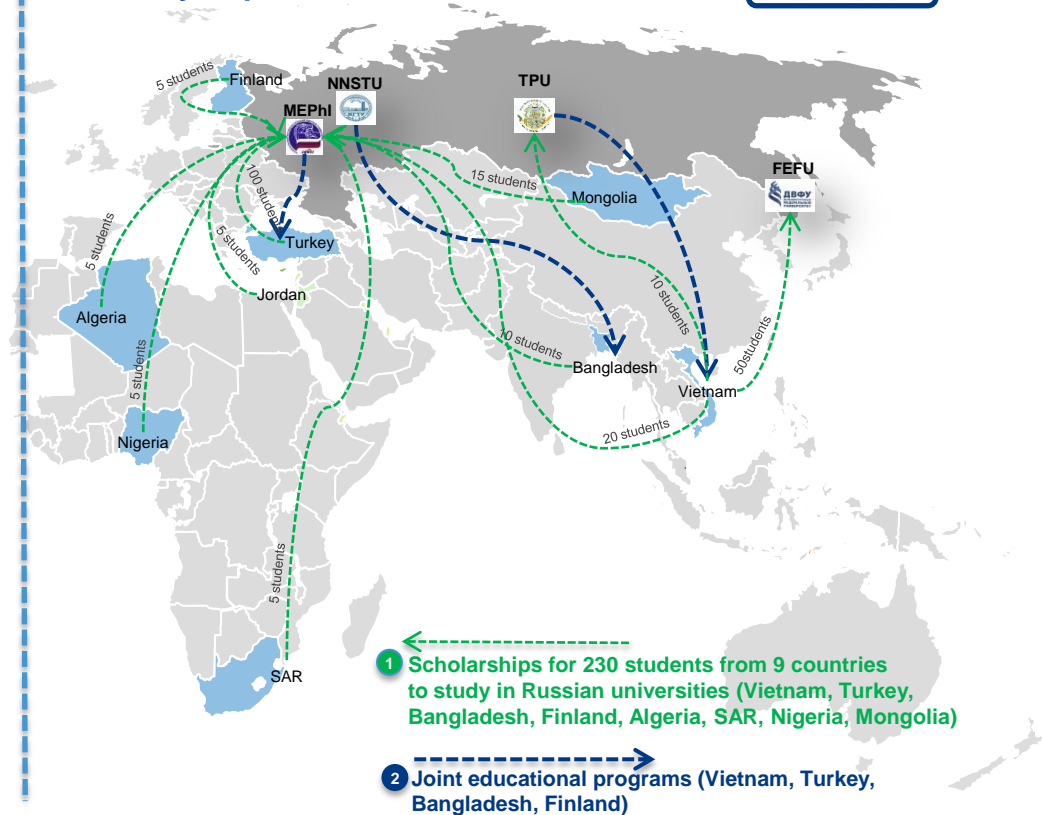 5 students
Finland
NNSTU
TPU
MEPhI
FEFU
ДВФУ
100 students
15 students
Mongolia
5 students
5 students
Turkey
Jordan
Algeria
10 students
10 students
50students
5 students
Bangladesh
Vietnam
Nigeria
20 students
5 students
SAR
1 Scholarships for 230 students from 9 countries
to study in Russian universities (Vietnam, Turkey,
Bangladesh, Finland, Algeria, SAR, Nigeria, Mongolia)
2 Joint educational programs (Vietnam, Turkey,
Bangladesh, Finland)